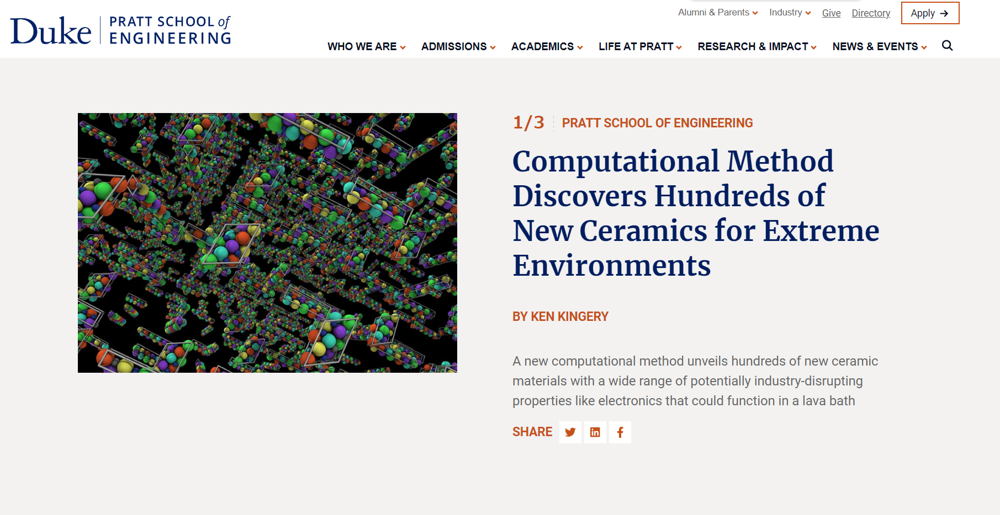 Alumni & Parents Industry Give Directory Apply
Duke PRATT SCHOOL of ENGINEERING
WHO WE ARE ADMISSIONS ACADEMICS LIFE AT PRATT RESEARCH & IMPACT NEWS & EVENTS
1/3 PRATT SCHOOL OF ENGINEERING
Computational Method
Discovers Hundreds of
New Ceramics for Extreme
Environments
BY KEN KINGERY
A new computational method unveils hundreds of new ceramic
materials with a wide range of potentially industry-disrupting
properties like electronics that could function in a lava bath
SHARE